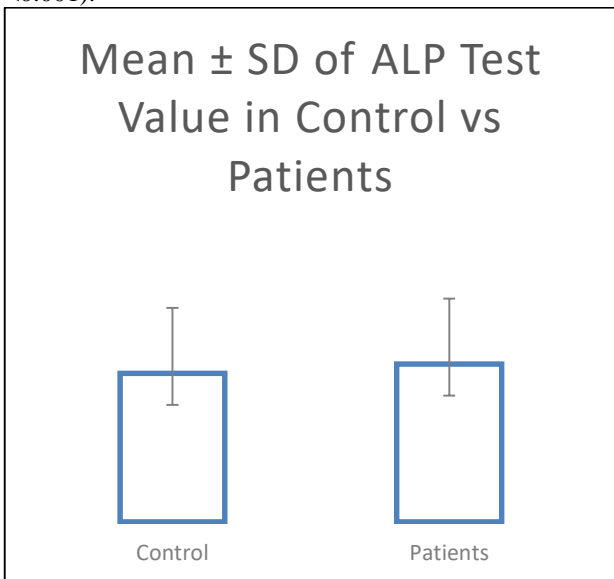 Mean ± SD of ALP Test
Value in Control vs
Patients
Control
Patients